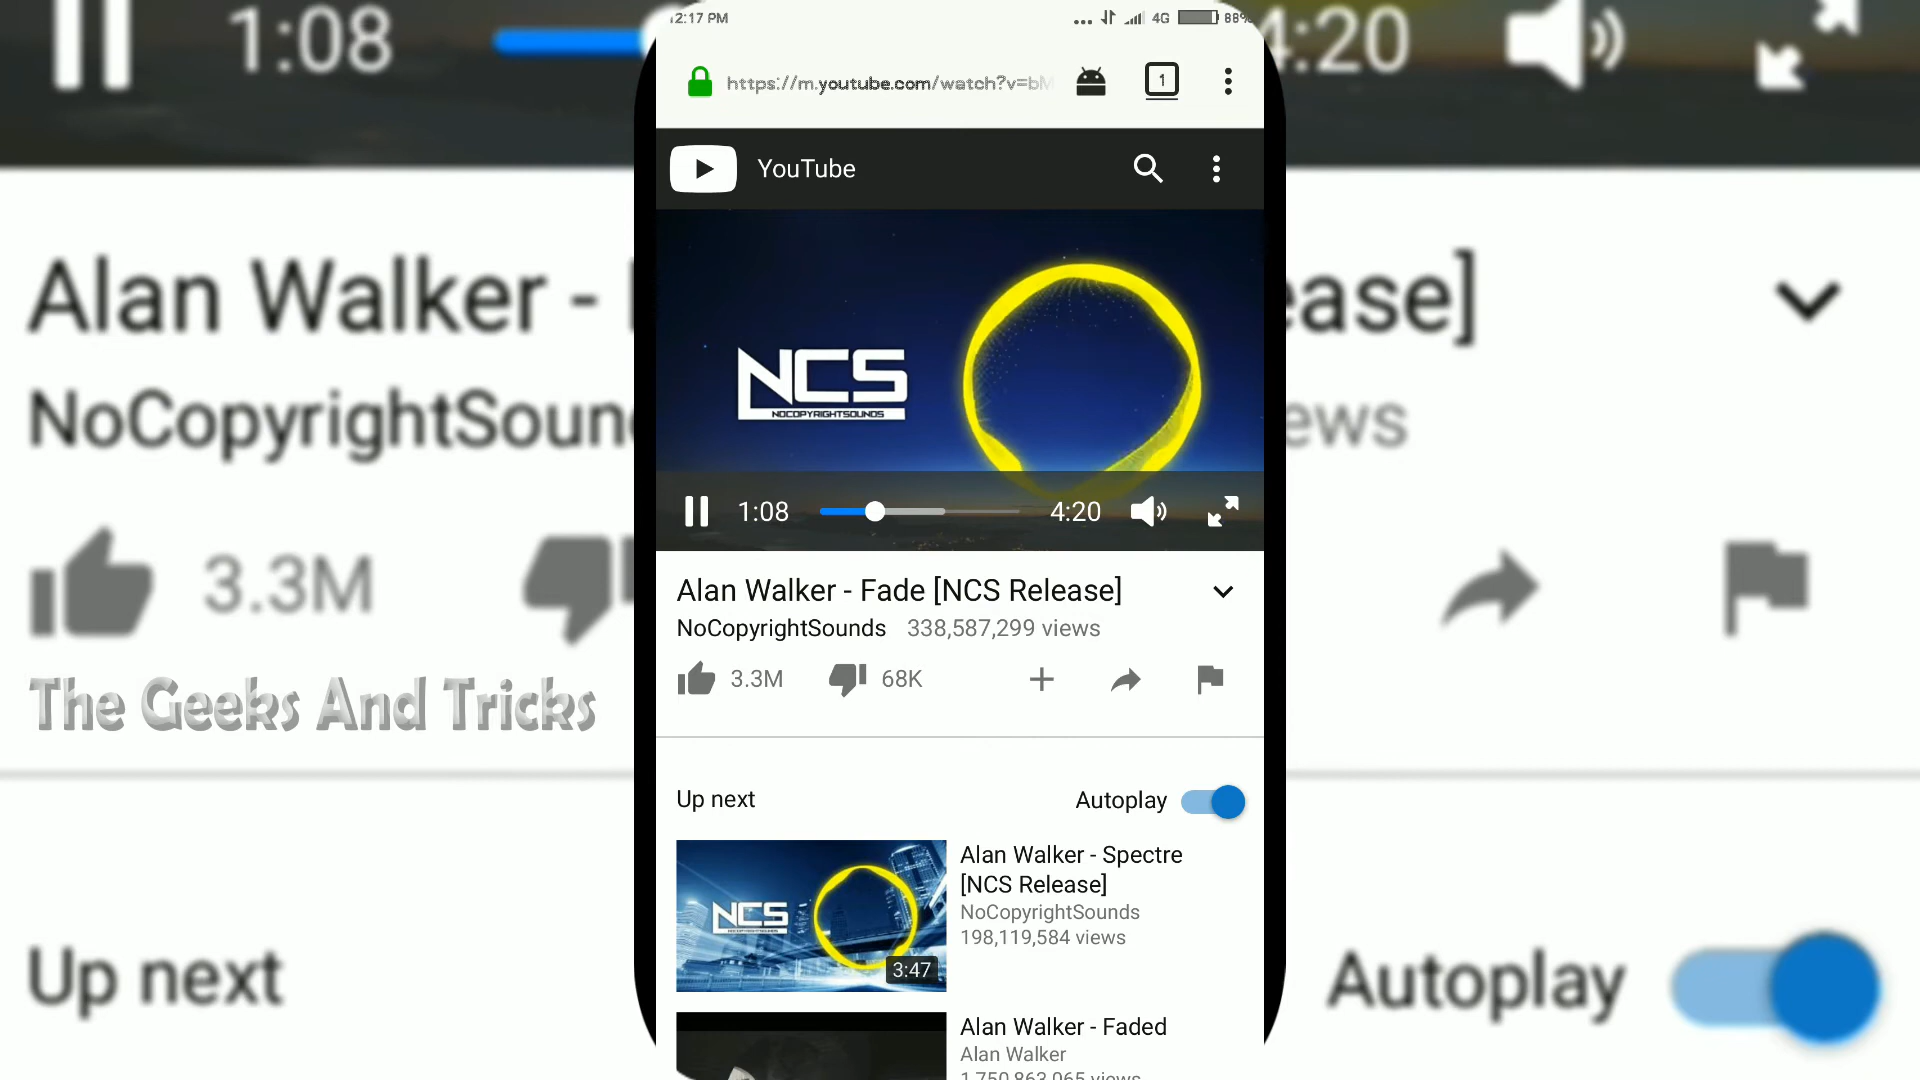 2:17 PM
4G
88%
https://m.youtube.com/watch?v=bM
1
YouTube
NCS
NOCOPYRIGHTSOUNDS
1:08
4:20
Alan Walker - Fade [NCS Release]
NoCopyrightSounds 338,587,299 views
3.3M
68K
Up next
Autoplay
NCS
3:47
Alan Walker - Spectre
[NCS Release]
NoCopyrightSounds
198,119,584 views
Alan Walker - Faded
Alan Walker
1:08
4:20
Alan Walker -
ease]
NoCopyrightSoun
ews
3.3M
The Geeks And Tricks
Up next
Autoplay